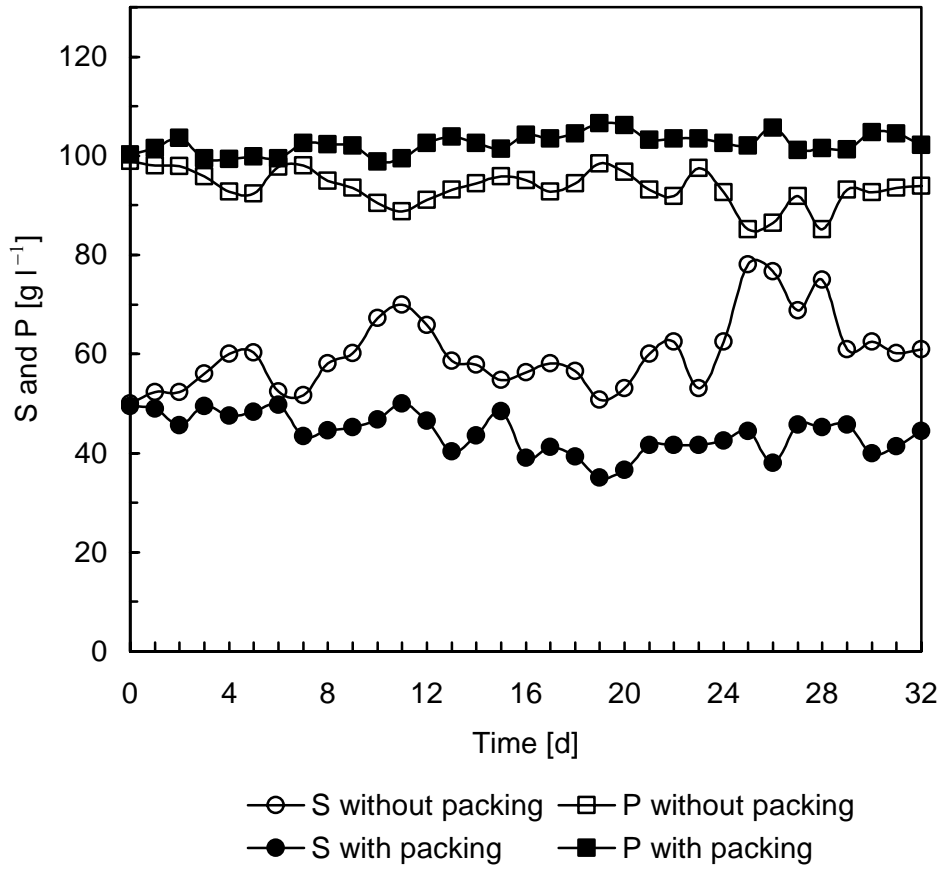 120
100
80
60
40
20
0
S and P [g l⁻¹]
0 4 8 12 16 20 24 28 32
Time [d]
S without packing P without packing
S with packing P with packing